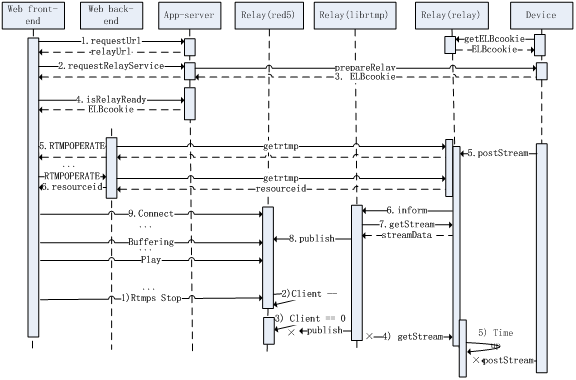 Web front-end
Web back-end
App-server
Relay(red5)
Relay(librtmp)
Relay(relay)
Device
1.requestUrl
getELBcookie
relayUrl
ELBcookie
2.requestRelayService
prepareRelay
3. ELBcookie
4.isRelayReady
ELBcookie
5.RTMPOPERATE
getrtmp
5.postStream
...
RTMPOPERATE
getrtmp
6.resourceid
resourceid
9.Connect
6.inform
...
7.getStream
Buffering
8.publish
streamData
...
Play
...
1)Rtmps Stop
2)Client —
3) Client == 0
× publish
×4) getStream
5) Time
×postStream